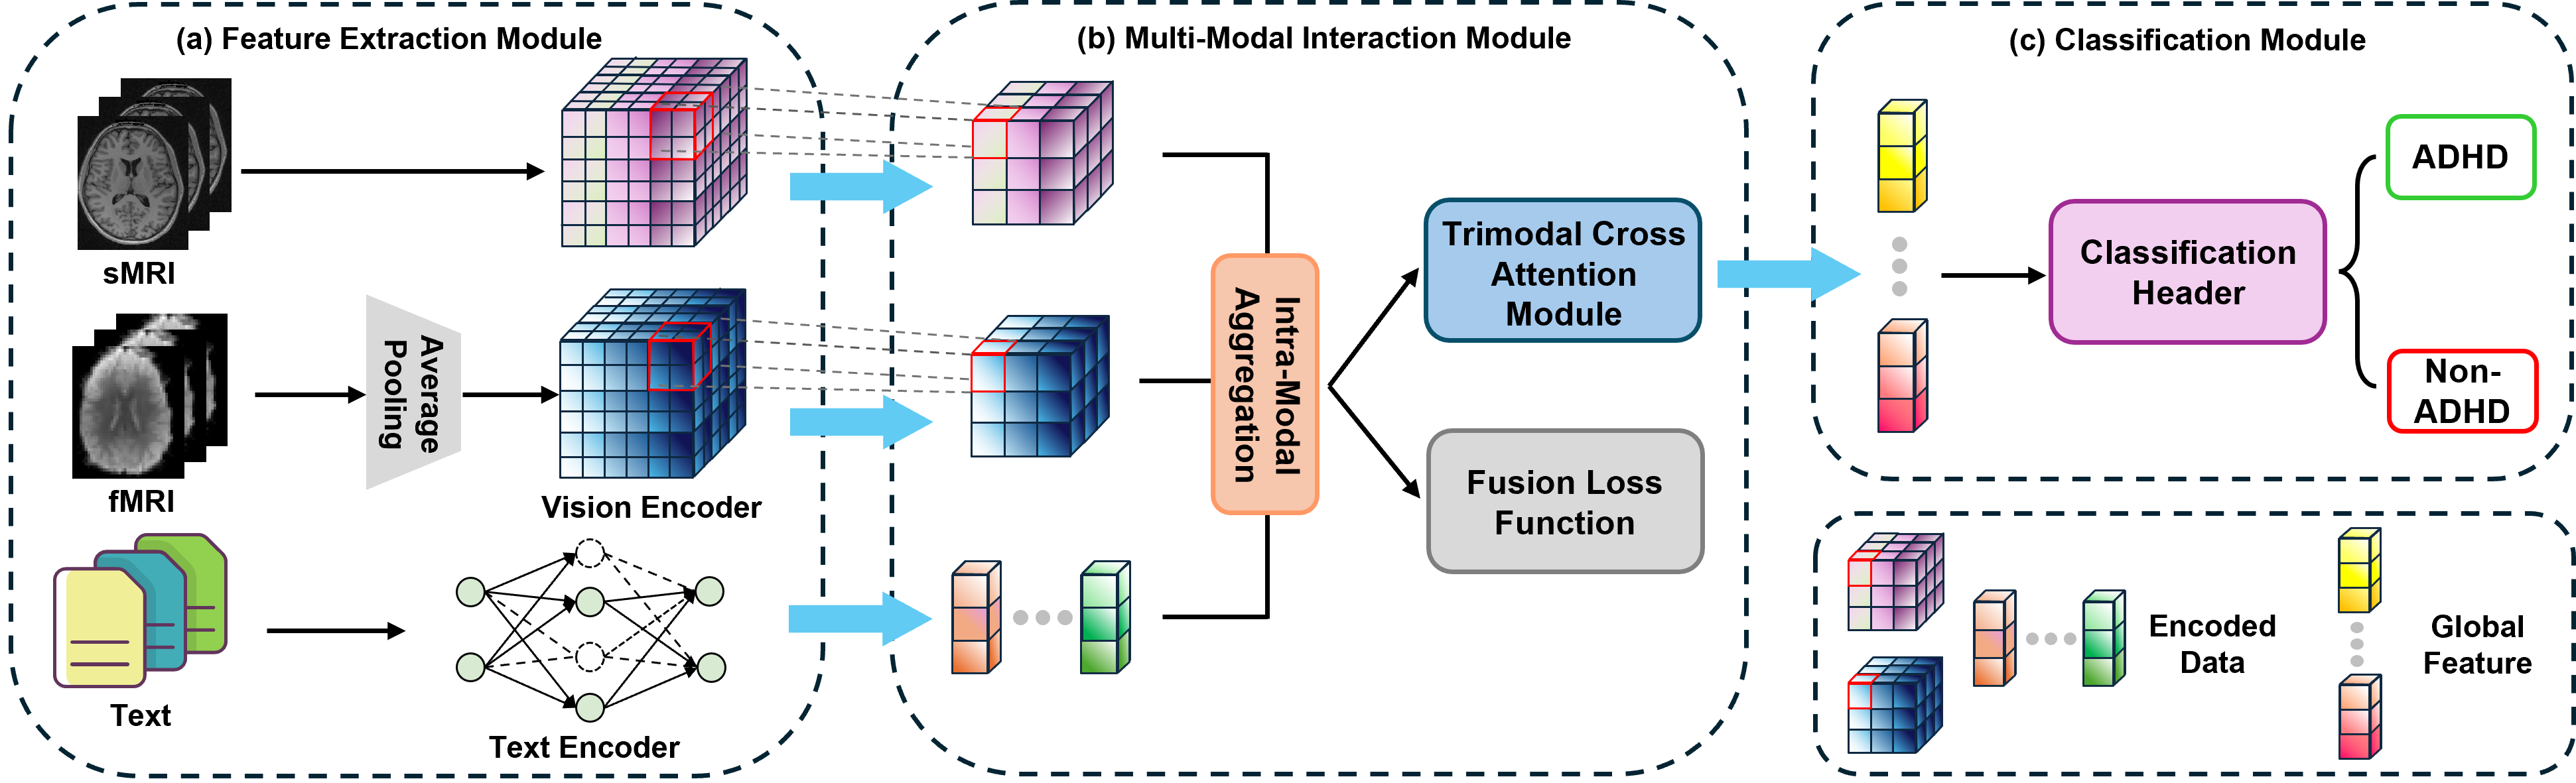 (a) Feature Extraction Module
sMRI
fMRI
Average
Pooling
Vision Encoder
Text
Text Encoder
(b) Multi-Modal Interaction Module
Intra-Modal
Aggregation
Trimodal Cross
Attention
Module
Fusion Loss
Function
(c) Classification Module
Classification
Header
ADHD
Non-
ADHD
Encoded
Data
Global
Feature